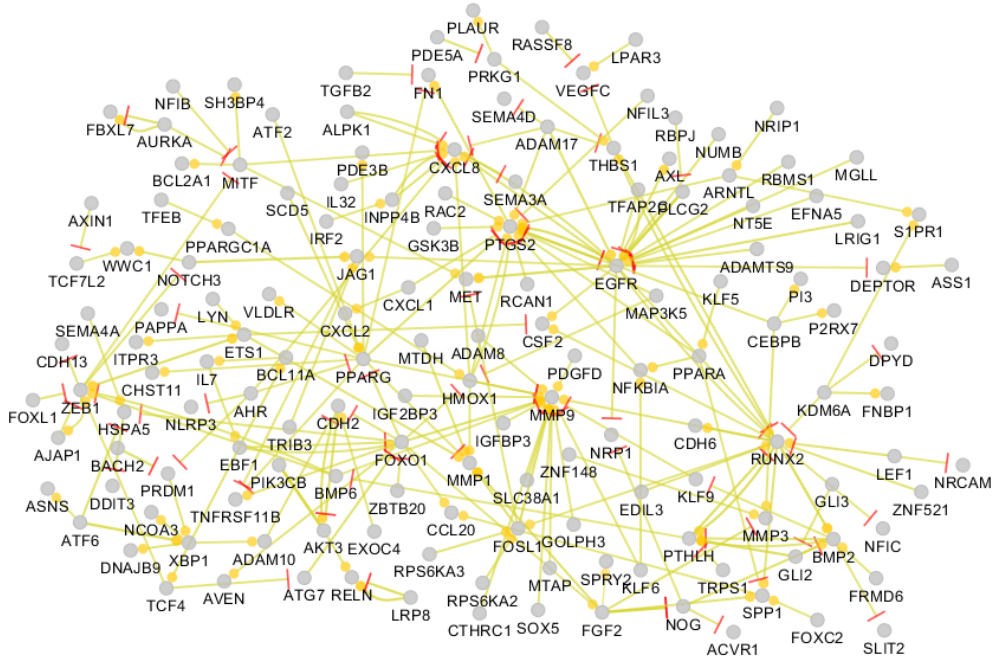 PLAUR
RASSF8
PDE5A
LPAR3
PRKG1
TGFB2
FN1
VEGFC
NFIB
SH3BP4
FBXL7
AURKA
ATF2
ALPK1
SEMA4D
NFIL3
RBPJ
NRIP1
ADAM17
NUMB
THBS1
BCL2A1
MITF
PDE3B
CXCL8
AXL
ARNTL
RBMS1
MGLL
SCD5
IL32
INPP4B
RAC2
SEMA3A
PLCG2
EFNA5
AXIN1
TFEB
NT5E
IRF2
GSK3B
PTGS2
LRIG1
S1PR1
PPARGC1A
TCF7L2
WWC1
NOTCH3
JAG1
EGFR
ADAMTS9
DEPTOR
ASS1
MET
RCAN1
KLF5
PI3
LYN
VLDLR
CXCL1
MAP3K5
P2RX7
SEMA4A
PAPPA
CXCL2
CSF2
CEBPB
CDH13
ITPR3
ETS1
MTDH
ADAM8
DPYD
CHST11
IL7
BCL11A
PPARG
PDGFD
NFKBIA
PPARA
ZEB1
AHR
HMOX1
KDM6A
FNBP1
FOXL1
HSPA5
NLRP3
CDH2
IGF2BP3
MMP9
TRIB3
IGFBP3
NRP1
CDH6
AJAP1
BACH2
EBF1
FOXO1
ZNF148
RUNX2
LEF1
PRDM1
PIK3CB
BMP6
MMP1
SLC38A1
KLF9
GLI3
NRCAM
ASNS
DDIT3
TNFRSF11B
ZBTB20
EDIL3
ZNF521
NCOA3
CCL20
ATF6
AKT3
EXOC4
FOSL1
GOLPH3
MMP3
NFIC
DNAJB9
XBP1
ADAM10
PTHLH
BMP2
RPS6KA3
MTAP
SPRY2
KLF6
TRPS1
GLI2
TCF4
AVEN
ATG7
RELN
FRMD6
LRP8
RPS6KA2
CTHRC1
SOX5
FGF2
NOG
SPP1
FOXC2
SLIT2
ACVR1